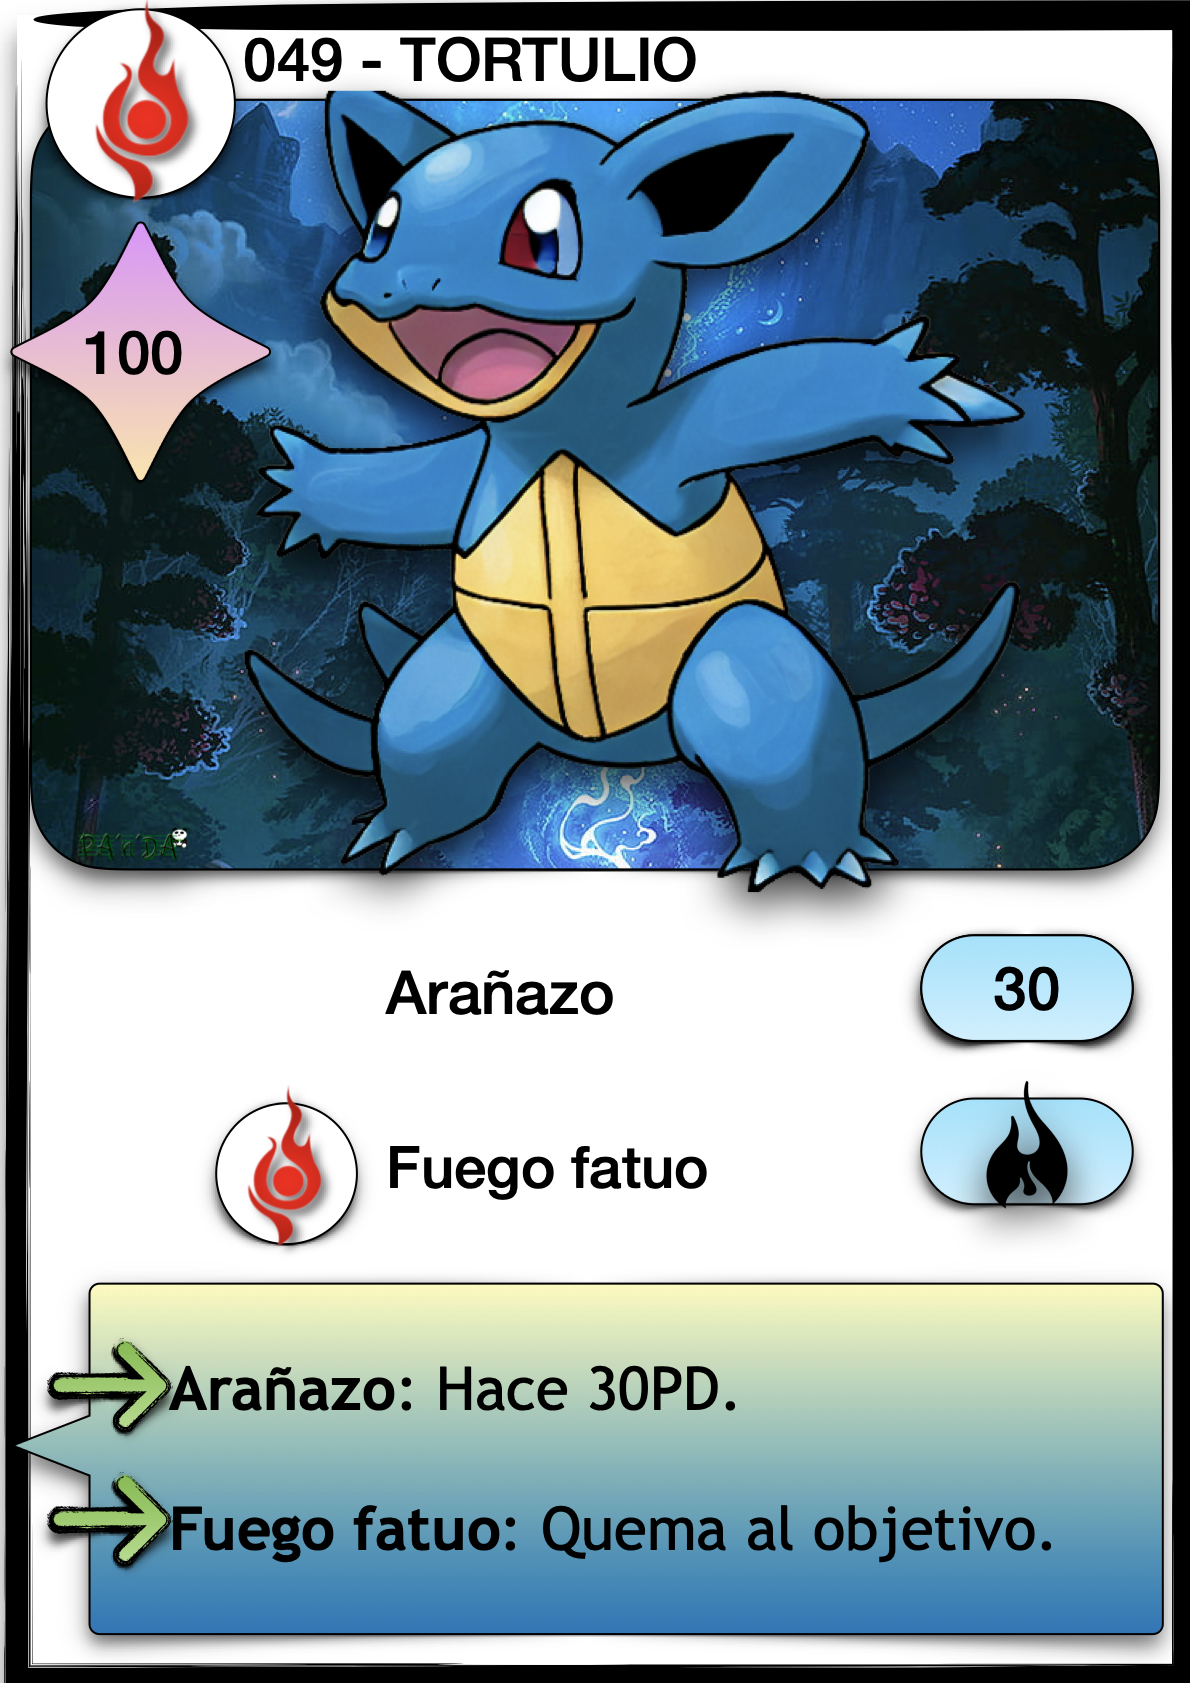 049 - TORTULIO
100
Arañazo
30
Fuego fatuo
Arañazo: Hace 30PD.
Fuego fatuo: Quema al objetivo.